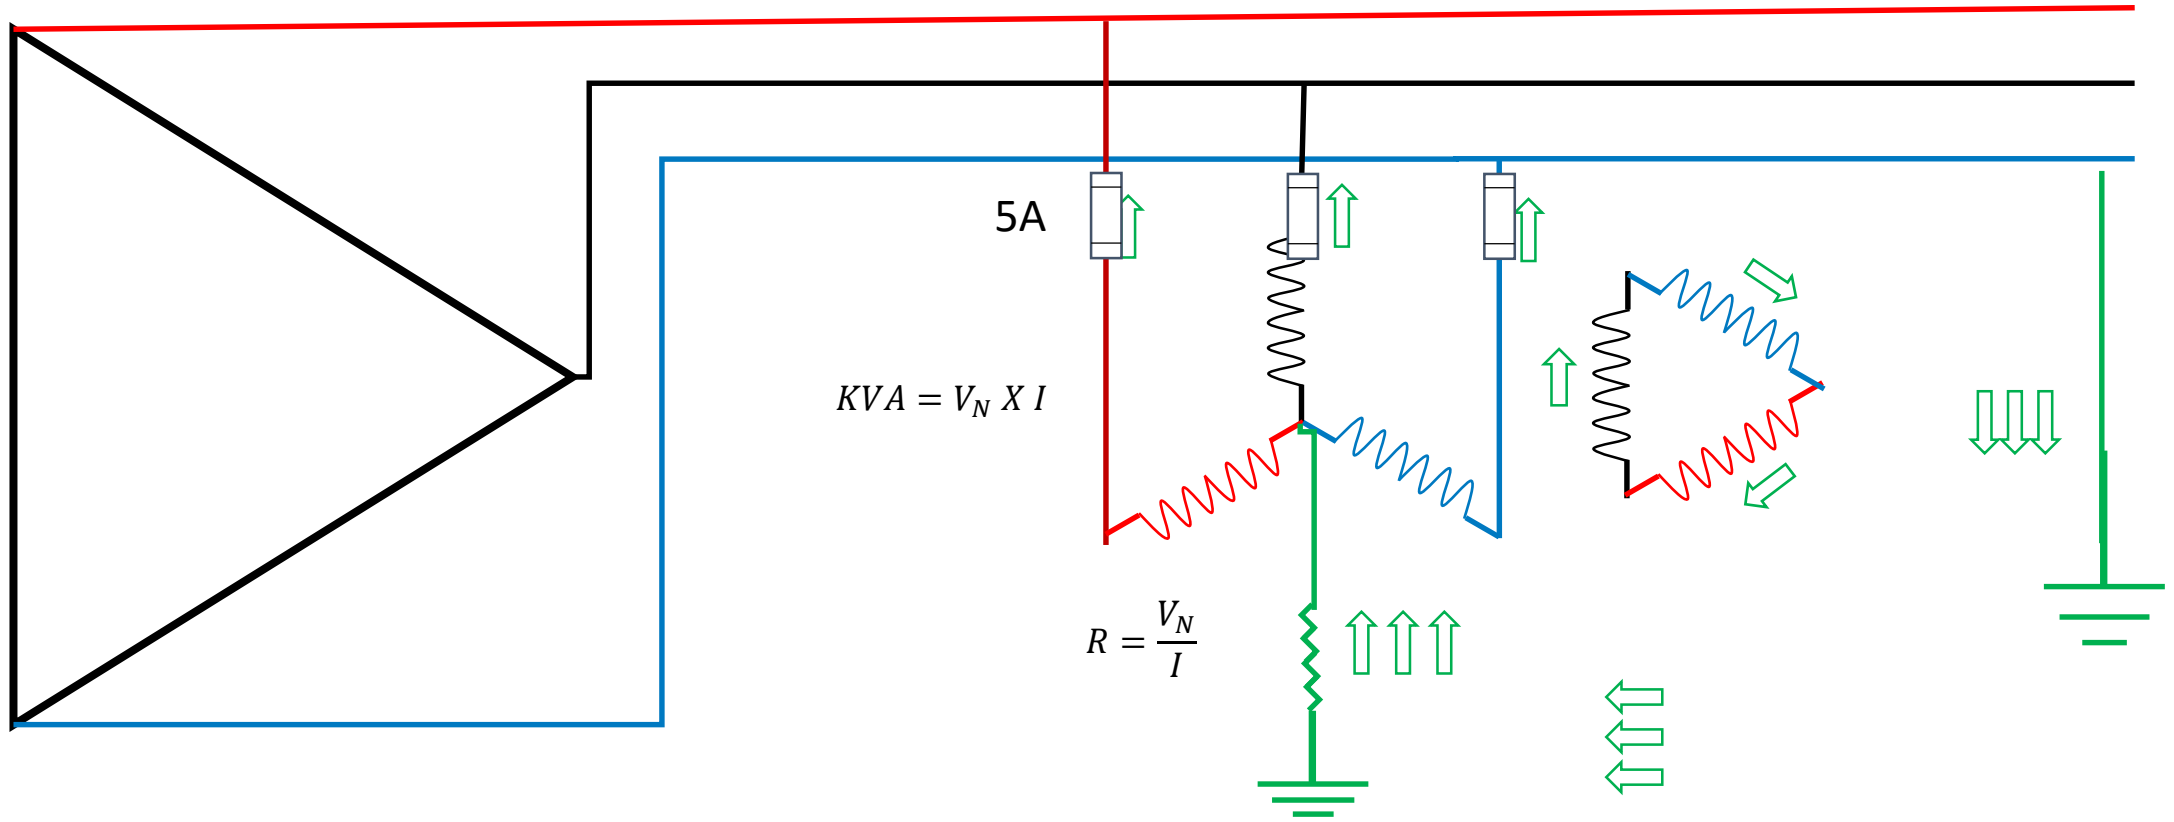 5A
KVA = V_N X I
R = V_N / I